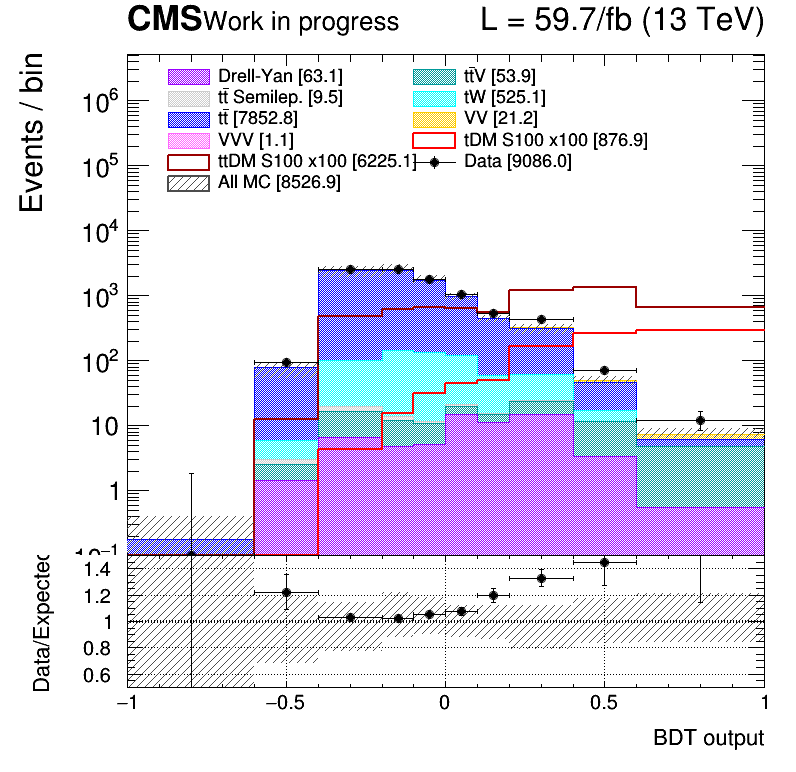 CMS Work in progress L = 59.7/fb (13 TeV)
Events / bin
Drell-Yan [63.1] tt̄V [53.9]
tt̄ Semilep. [9.5] tW [525.1]
tt̄ [7852.8] VV [21.2]
VVV [1.1] tDM S100 x100 [876.9]
ttDM S100 x100 [6225.1] Data [9086.0]
All MC [8526.9]
10⁶
10⁵
10⁴
10³
10²
10
1
10⁻¹
Data/Expected
1.4
1.2
1
0.8
0.6
−1 −0.5 0 0.5 1
BDT output